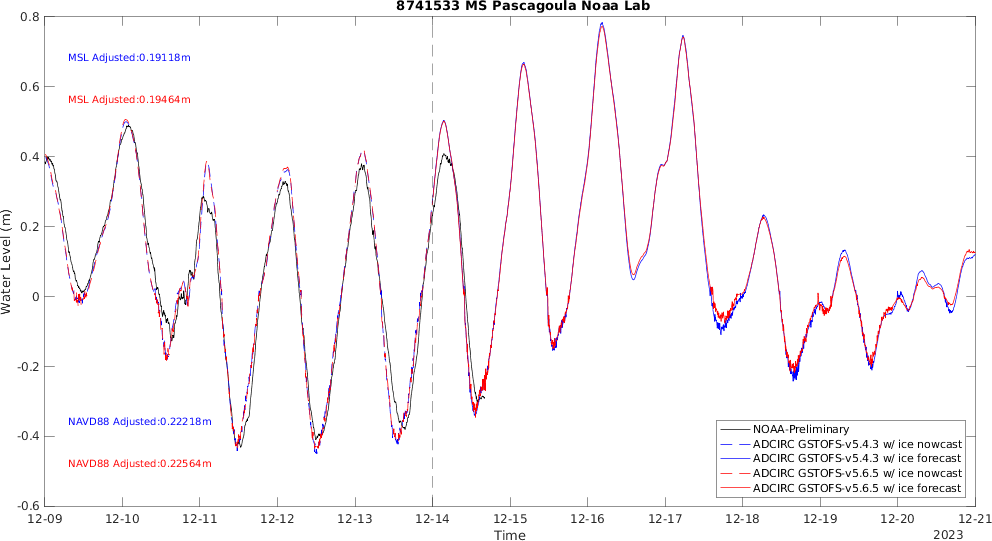 8741533 MS Pascagoula Noaa Lab
0.8
0.6
0.4
0.2
0
-0.2
-0.4
-0.6
Water Level (m)
MSL Adjusted:0.19118m
MSL Adjusted:0.19464m
NAVD88 Adjusted:0.22218m
NAVD88 Adjusted:0.22564m
NOAA-Preliminary
ADCIRC GSTOFS-v5.4.3 w/ ice nowcast
ADCIRC GSTOFS-v5.4.3 w/ ice forecast
ADCIRC GSTOFS-v5.6.5 w/ ice nowcast
ADCIRC GSTOFS-v5.6.5 w/ ice forecast
12-09 12-10 12-11 12-12 12-13 12-14 12-15 12-16 12-17 12-18 12-19 12-20 12-21
Time
2023